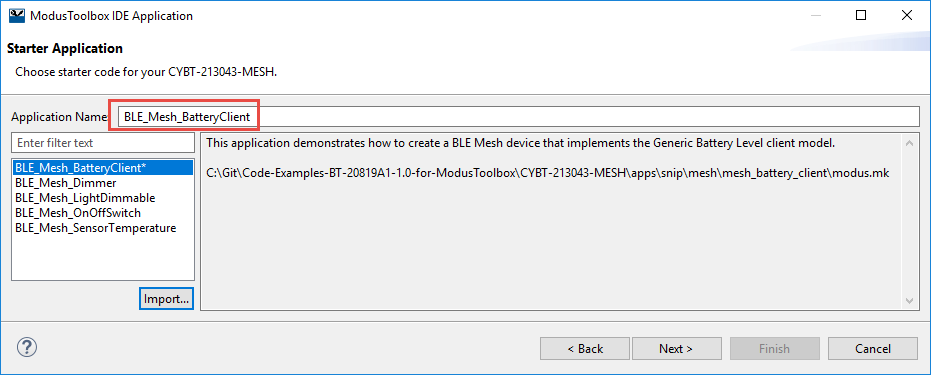 ModusToolbox IDE Application
Starter Application
Choose starter code for your CYBT-213043-MESH.
Application Name BLE_Mesh_BatteryClient
Enter filter text
BLE_Mesh_BatteryClient*
BLE_Mesh_Dimmer
BLE_Mesh_LightDimmable
BLE_Mesh_OnOffSwitch
BLE_Mesh_SensorTemperature
Import...
This application demonstrates how to create a BLE Mesh device that implements the Generic Battery Level client model.
C:\Git\Code-Examples-BT-20819A1-1.0-for-ModusToolbox\CYBT-213043-MESH\apps\snip\mesh\mesh_battery_client\modus.mk
?
< Back
Next >
Finish
Cancel